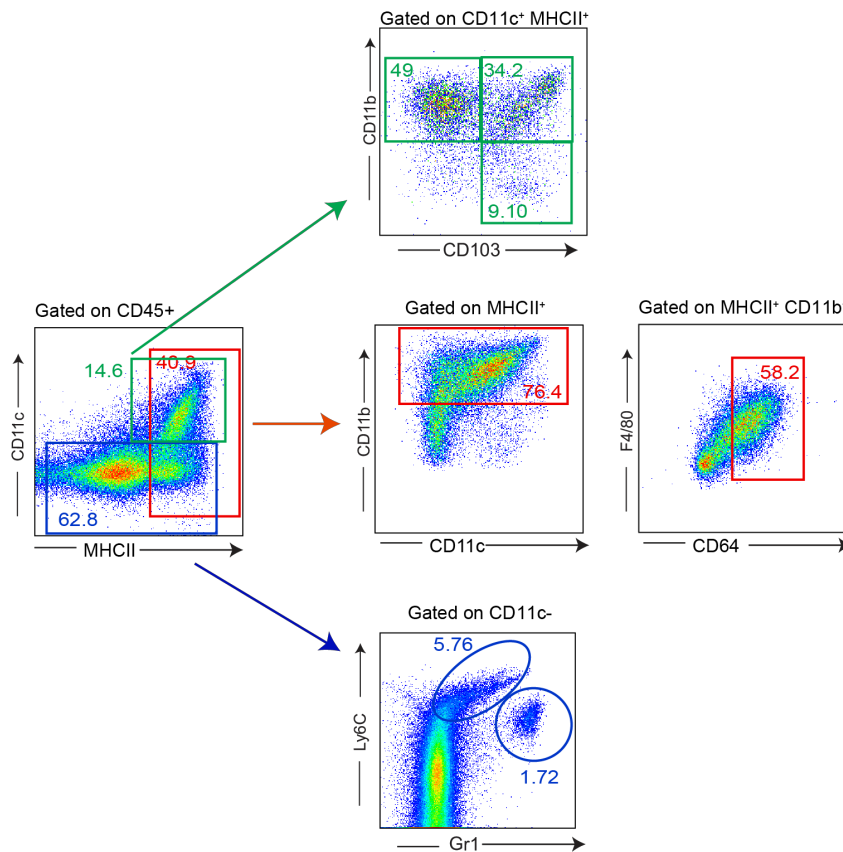 Gated on CD11c⁺ MHCII⁺
49
34.2
9.10
CD11b
CD103
Gated on CD45+
14.6
40.9
62.8
CD11c
MHCII
Gated on MHCII⁺
76.4
CD11b
CD11c
Gated on MHCII⁺ CD11b
58.2
F4/80
CD64
Gated on CD11c-
5.76
1.72
Ly6C
Gr1